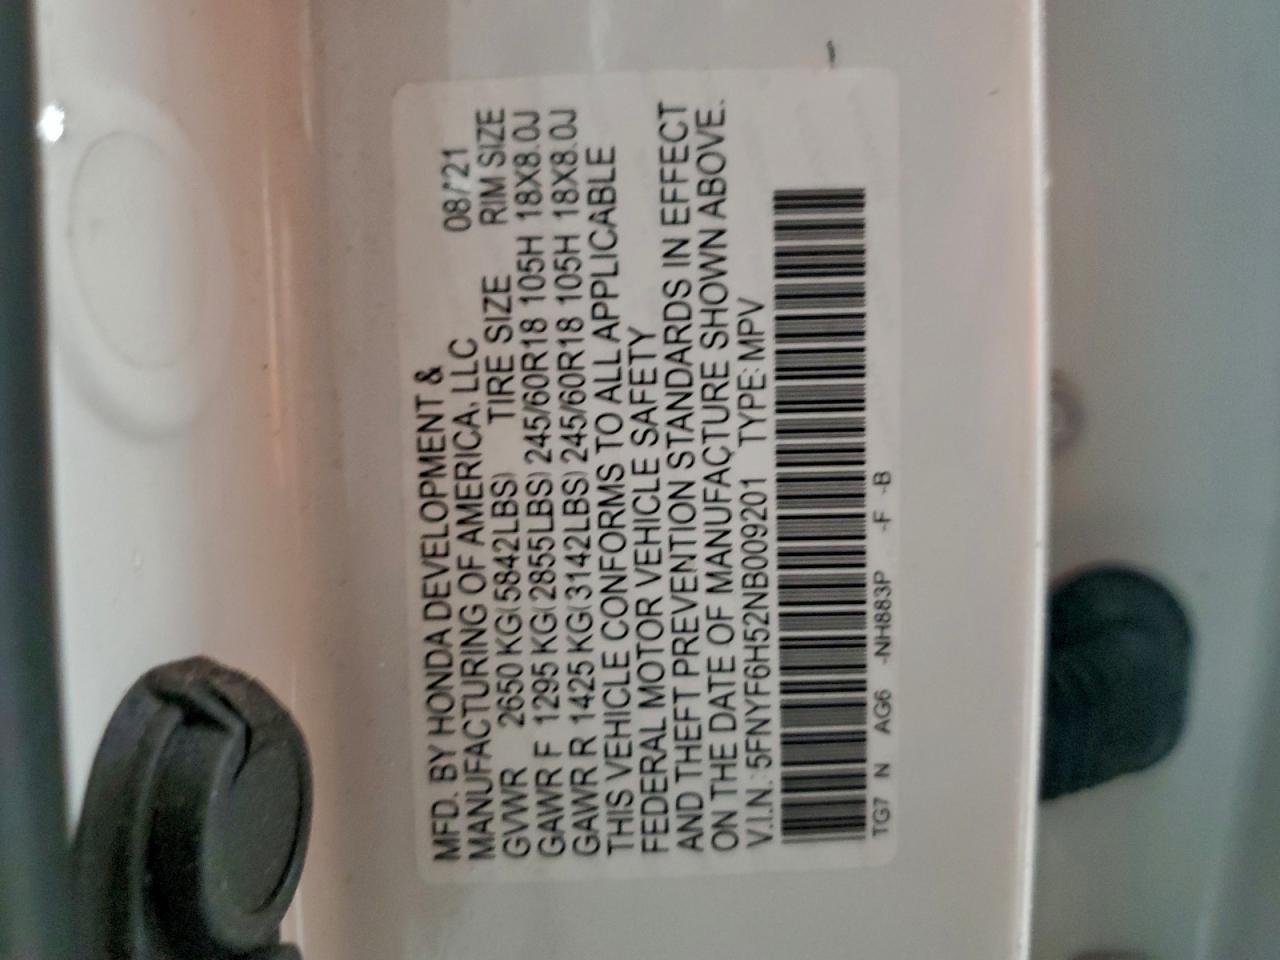 MFD. BY HONDA DEVELOPMENT &
MANUFACTURING OF AMERICA, LLC 08/21
TIRE SIZE RIM SIZE
GVWR 2650 KG(5842LBS)
GAWR F 1295 KG(2855LBS) 245/60R18 105H 18X8.0J
GAWR R 1425 KG(3142LBS) 245/60R18 105H 18X8.0J
THIS VEHICLE CONFORMS TO ALL APPLICABLE
FEDERAL MOTOR VEHICLE SAFETY
AND THEFT PREVENTION STANDARDS IN EFFECT
ON THE DATE OF MANUFACTURE SHOWN ABOVE.
V.I.N.:5FNYF6H52NB009201 TYPE:MPV
TG7 N AG6 -NH883P -F -B